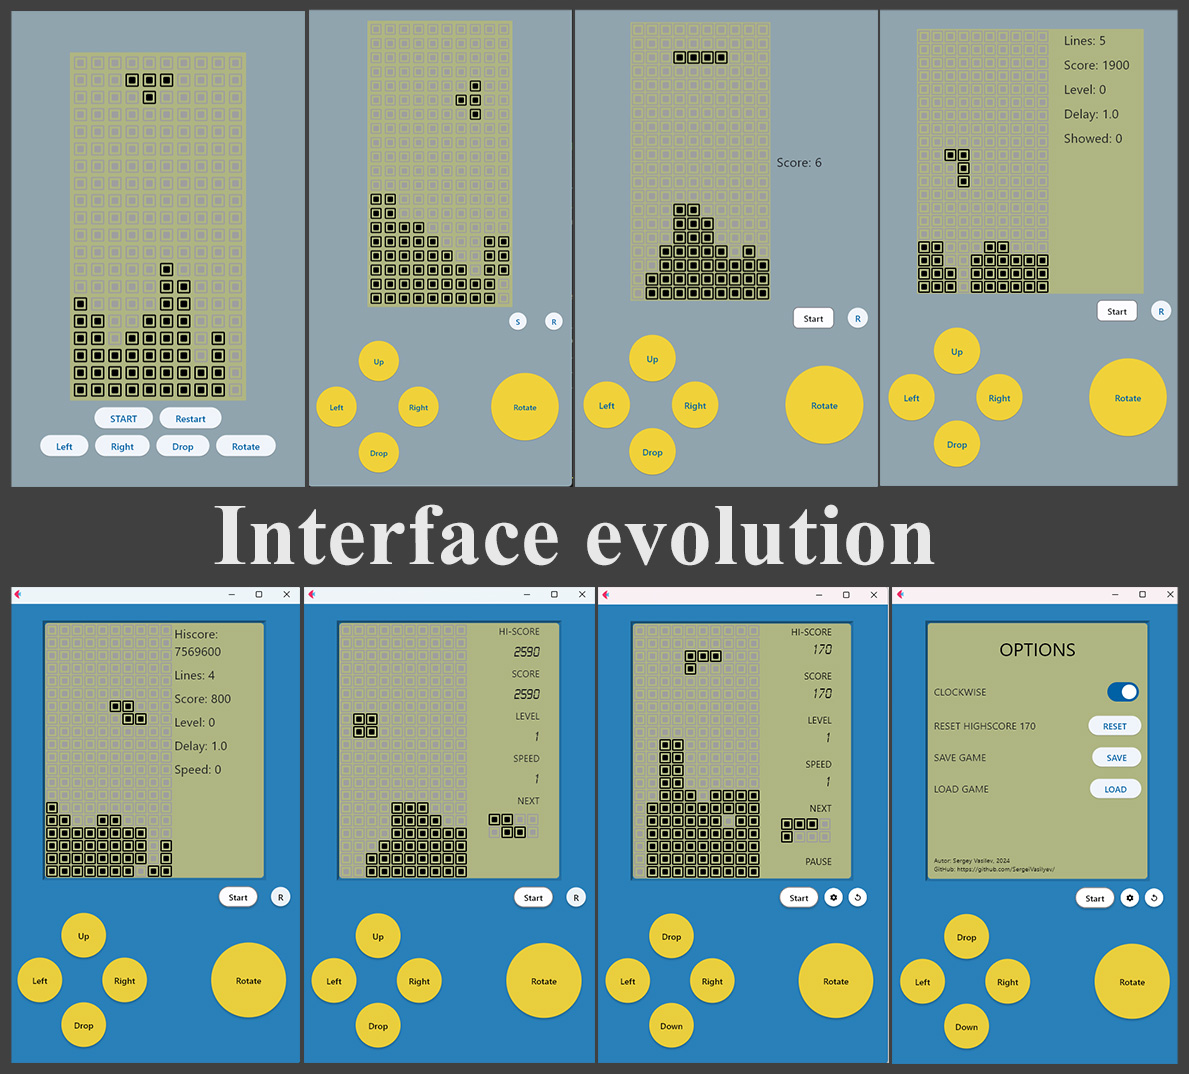 START Restart
Left Right Drop Rotate
S R
Up
Left Right Rotate
Drop
Score: 6
Start R
Up
Left Right Rotate
Drop
Lines: 5
Score: 1900
Level: 0
Delay: 1.0
Showed: 0
Start R
Up
Left Right Rotate
Drop
Interface evolution
Hiscore:
7569600
Lines: 4
Score: 800
Level: 0
Delay: 1.0
Speed: 0
Start R
Up
Left Right Rotate
Drop
HI-SCORE
2590
SCORE
2590
LEVEL
1
SPEED
1
NEXT
Start R
Up
Left Right Rotate
Drop
HI-SCORE
170
SCORE
170
LEVEL
1
SPEED
1
NEXT
PAUSE
Start
Drop
Left Right Rotate
Down
OPTIONS
CLOCKWISE
RESET HIGHSCORE 170 RESET
SAVE GAME SAVE
LOAD GAME LOAD
Autor: Sergey Vasilev, 2024
GitHub: https://github.com/SergeiVasilyev/
Start
Drop
Left Right Rotate
Down